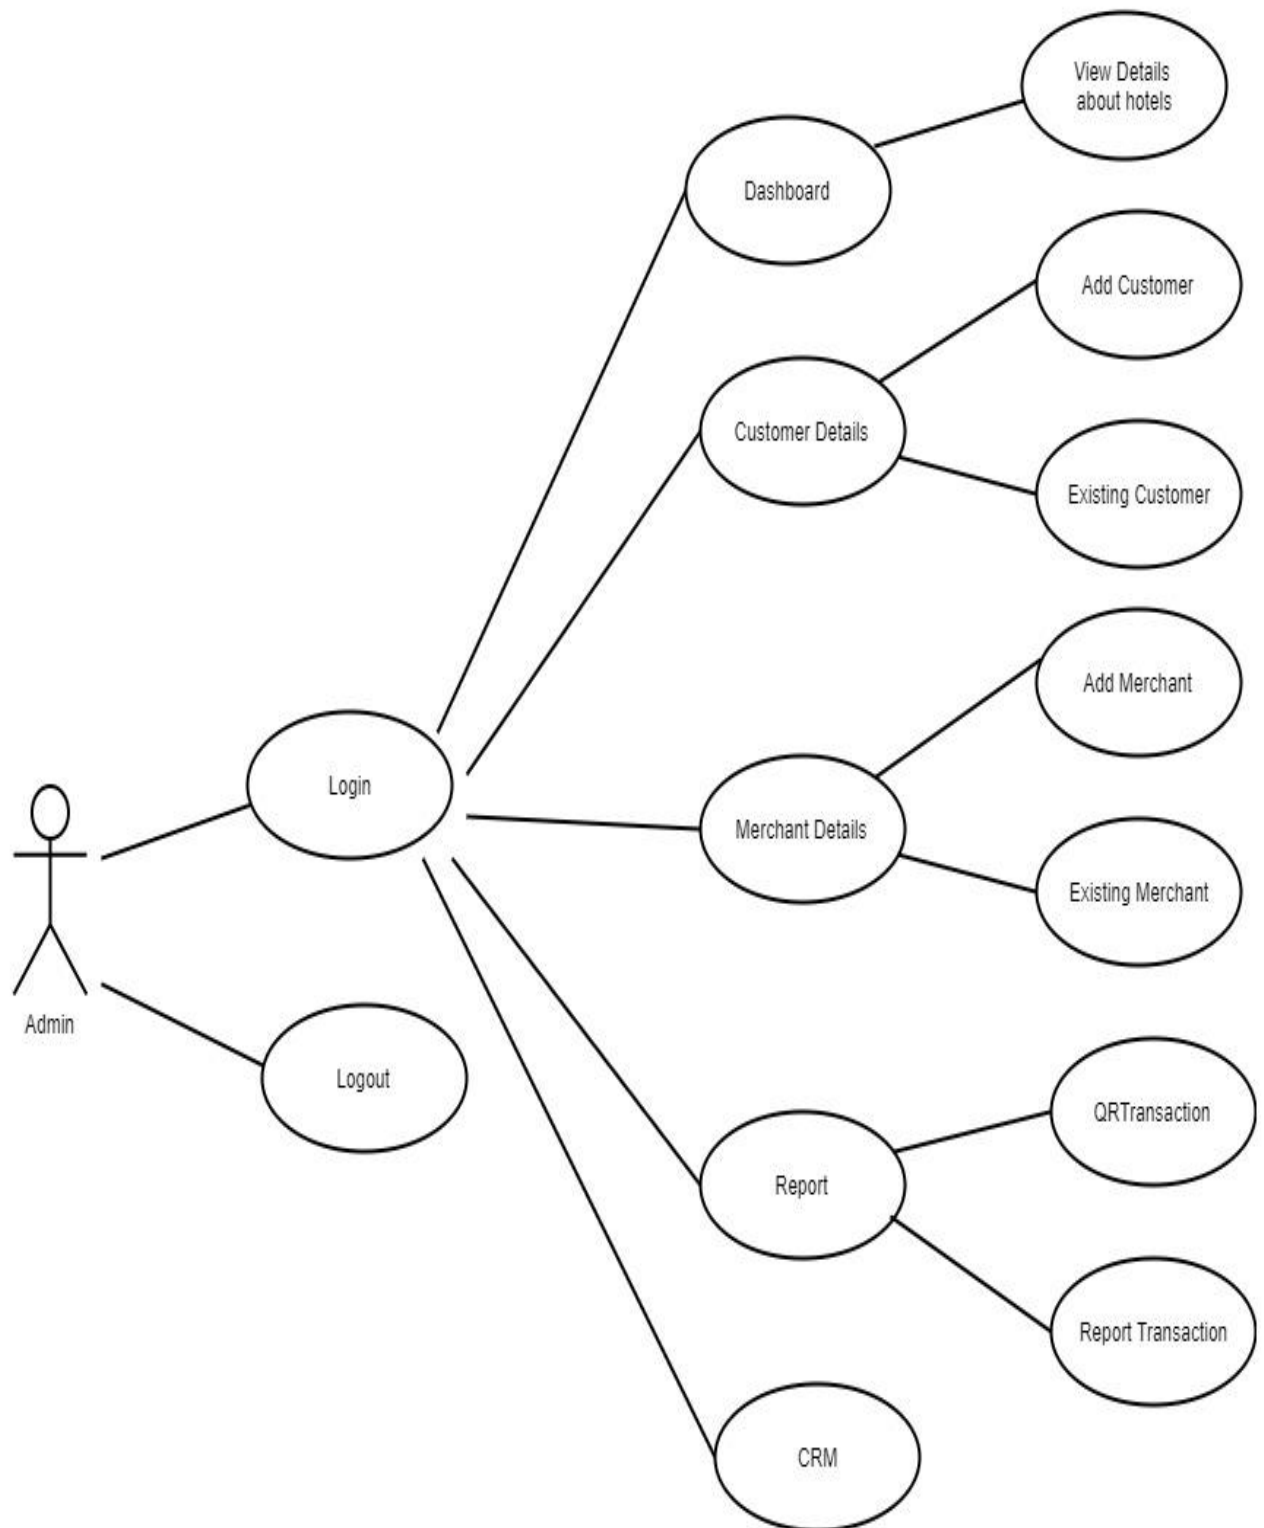 View Details
about hotels
Dashboard
Add Customer
Customer Details
Existing Customer
Add Merchant
Login
Merchant Details
Existing Merchant
Admin
Logout
QRTransaction
Report
Report Transaction
CRM